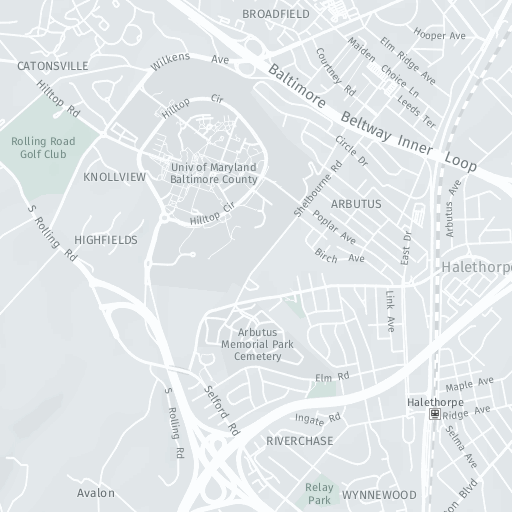 BROADFIELD
Hooper Ave
Elm Ridge Ave
Maiden Choice Ln
Courtney Rd
Leeds Ter
Wilkens Ave
CATONSVILLE
Hilltop Rd
Hilltop Cir
Baltimore Beltway Inner Loop
Rolling Road
Golf Club
Circle Dr
Univ of Maryland
Baltimore County
KNOLLVIEW
Shelbourne Rd
Arbutus Ave
ARBUTUS
Hilltop Cir
Poplar Ave
S Rolling Rd
HIGHFIELDS
Birch Ave
East Dr
Halethorpe
Link Ave
Arbutus
Memorial Park
Cemetery
Elm Rd
Maple Ave
S Rolling Rd
Selford Rd
Halethorpe
Ridge Ave
Ingate Rd
Selma Ave
RIVERCHASE
Avalon
Relay
Park
WYNNEWOOD
on Blvd